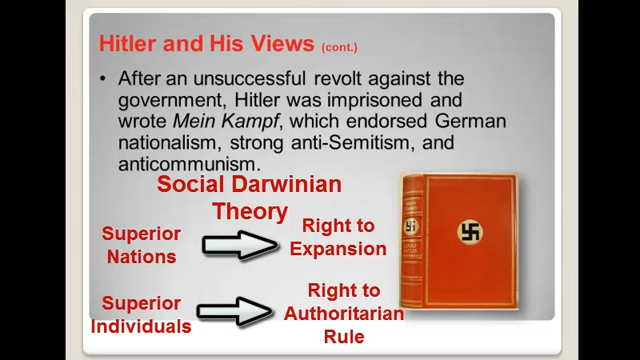 Hitler and His Views (cont.)
• After an unsuccessful revolt against the
government, Hitler was imprisoned and
wrote Mein Kampf, which endorsed German
nationalism, strong anti-Semitism, and
anticommunism.
Social Darwinian
Theory
Superior
Nations
Right to
Expansion
Superior
Individuals
Right to
Authoritarian
Rule